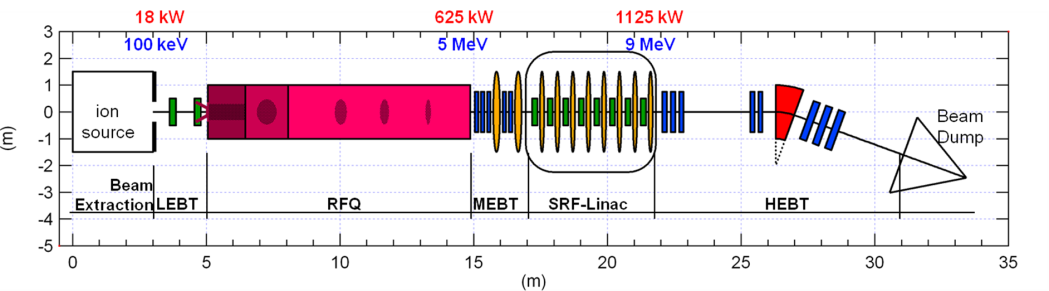 18 kW 625 kW 1125 kW
100 keV 5 MeV 9 MeV
3
2
1
0
-1
-2
-3
-4
-5
(m)
ion
source
Beam
Dump
Beam
Extraction LEBT RFQ MEBT SRF-Linac HEBT
0 5 10 15 20 25 30 35
(m)